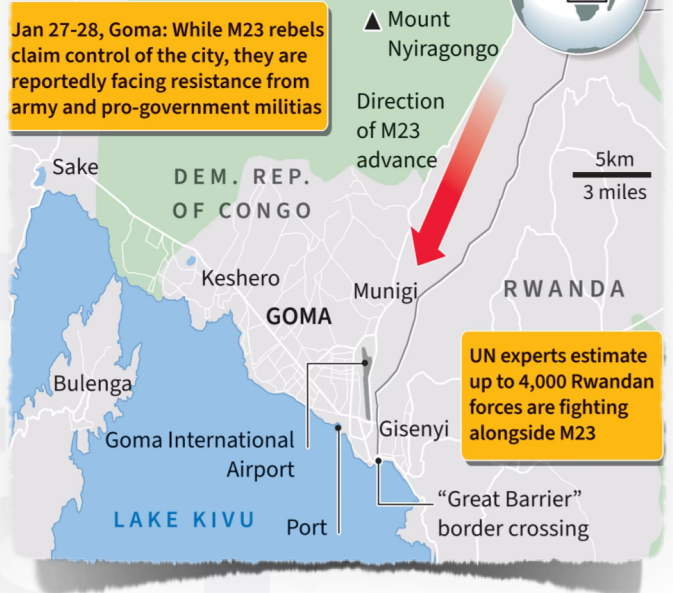 Jan 27-28, Goma: While M23 rebels
claim control of the city, they are
reportedly facing resistance from
army and pro-government militias
Mount
Nyiragongo
Direction
of M23
advance
5km
3 miles
Sake
DEM. REP.
OF CONGO
Keshero
Munigi
RWANDA
GOMA
UN experts estimate
up to 4,000 Rwandan
forces are fighting
alongside M23
Bulenga
Gisenyi
Goma International
Airport
"Great Barrier"
border crossing
LAKE KIVU
Port